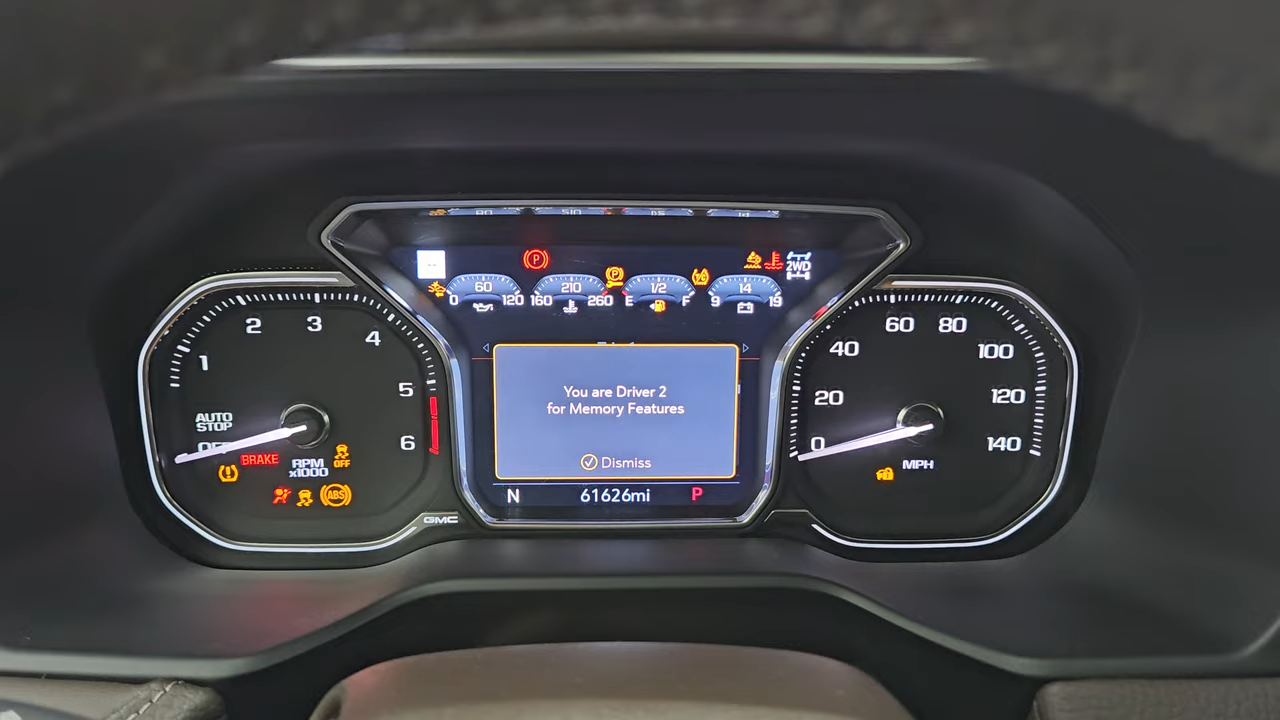 P
2WD
P
60
0
120
210
160
260
1/2
E
F
14
9
19
1
2
3
4
5
6
AUTO
STOP
OFF
BRAKE
RPM
x1000
OFF
ABS
GMC
You are Driver 2
for Memory Features
Dismiss
N
61626mi
P
0
20
40
60
80
100
120
140
MPH